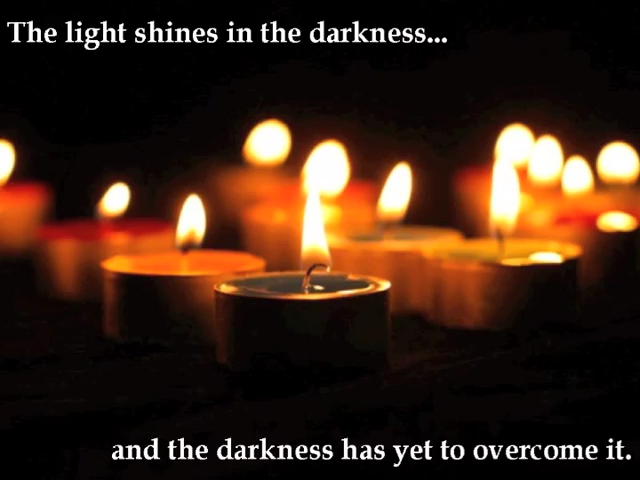 The light shines in the darkness...
and the darkness has yet to overcome it.